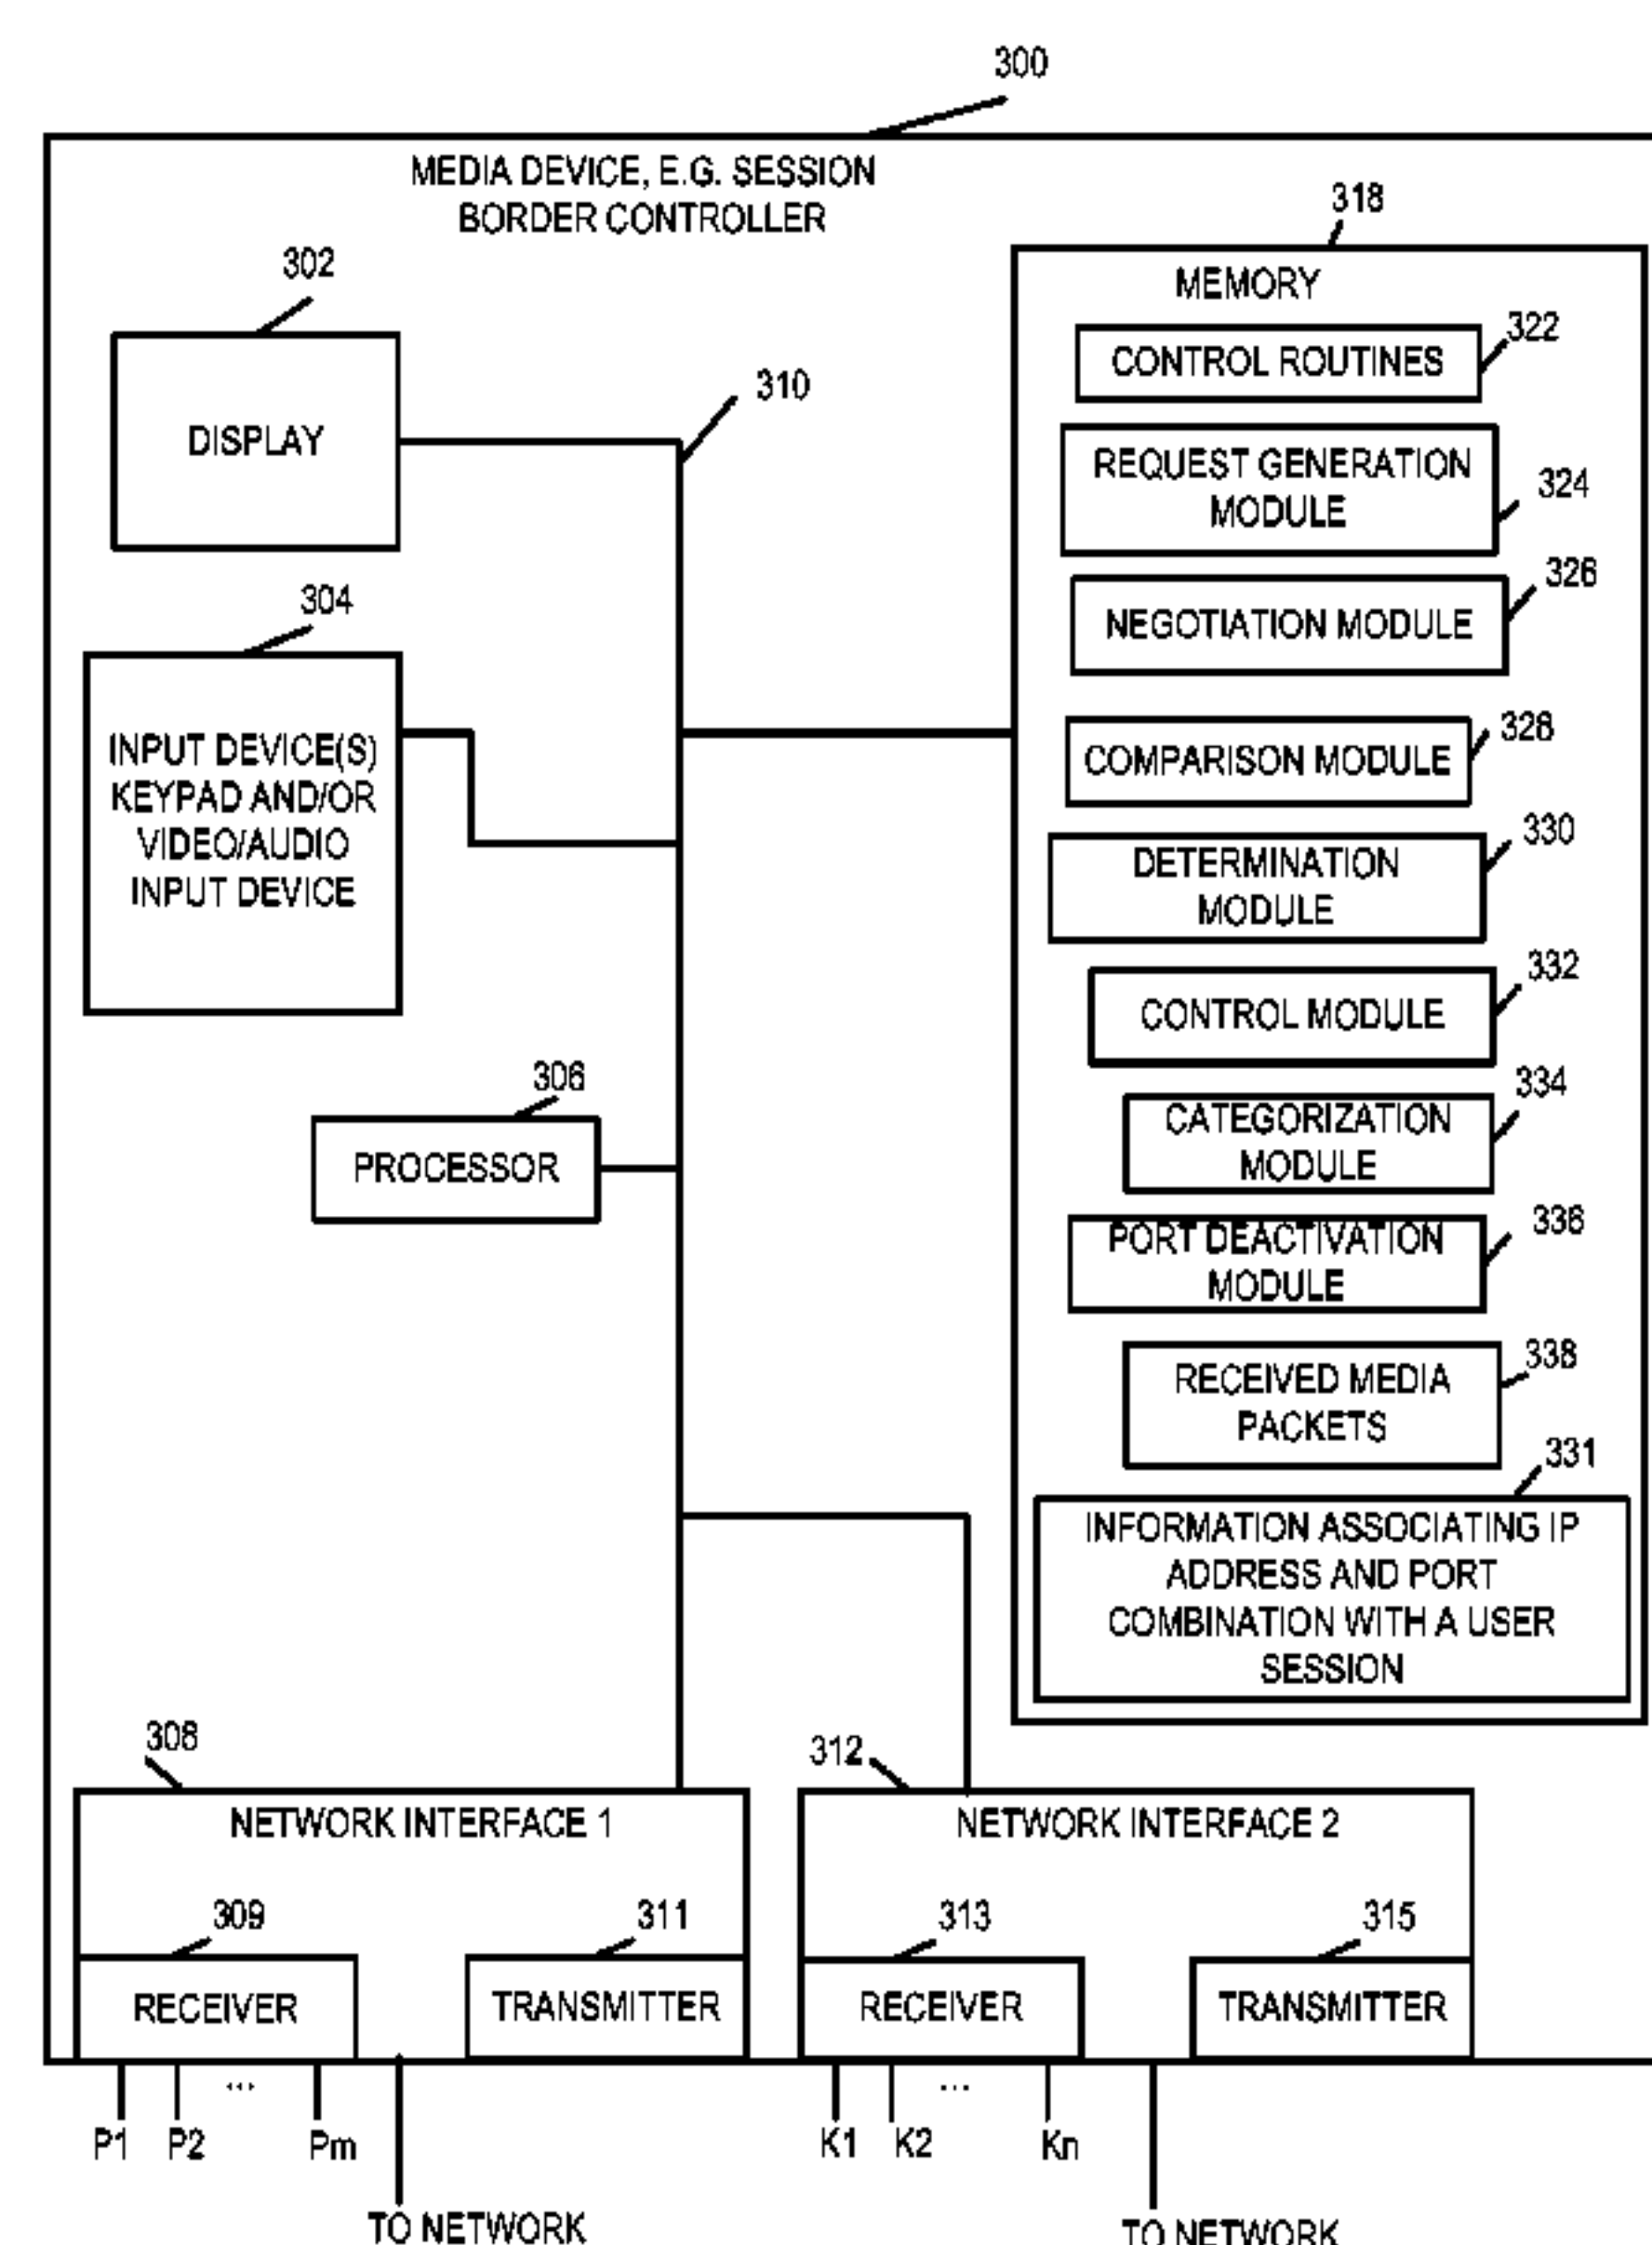 300
MEDIA DEVICE, E.G. SESSION
BORDER CONTROLLER
302
DISPLAY
310
304
INPUT DEVICE(S)
KEYPAD AND/OR
VIDEO/AUDIO
INPUT DEVICE
306
PROCESSOR
318
MEMORY
322
CONTROL ROUTINES
324
REQUEST GENERATION
MODULE
326
NEGOTIATION MODULE
328
COMPARISON MODULE
330
DETERMINATION
MODULE
332
CONTROL MODULE
334
CATEGORIZATION
MODULE
336
PORT DEACTIVATION
MODULE
338
RECEIVED MEDIA
PACKETS
331
INFORMATION ASSOCIATING IP
ADDRESS AND PORT
COMBINATION WITH A USER
SESSION
308
NETWORK INTERFACE 1
309
RECEIVER
311
TRANSMITTER
312
NETWORK INTERFACE 2
313
RECEIVER
315
TRANSMITTER
P1 P2 ... Pm
TO NETWORK
K1 K2 ... Kn
TO NETWORK